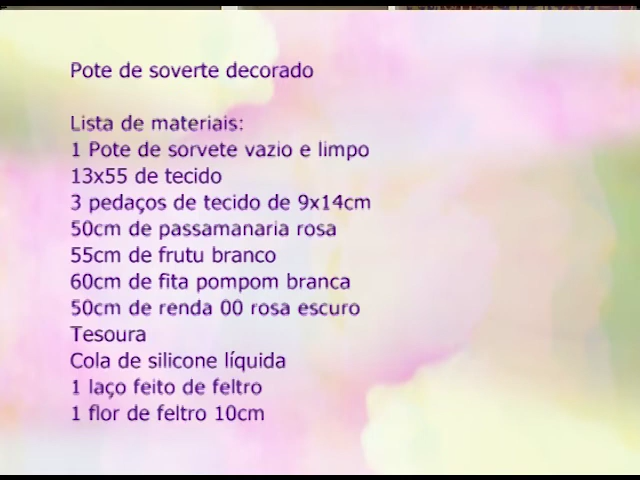 Pote de soverte decorado
Lista de materiais:
1 Pote de sorvete vazio e limpo
13x55 de tecido
3 pedaços de tecido de 9x14cm
50cm de passamanaria rosa
55cm de frutu branco
60cm de fita pompom branca
50cm de renda 00 rosa escuro
Tesoura
Cola de silicone líquida
1 laço feito de feltro
1 flor de feltro 10cm